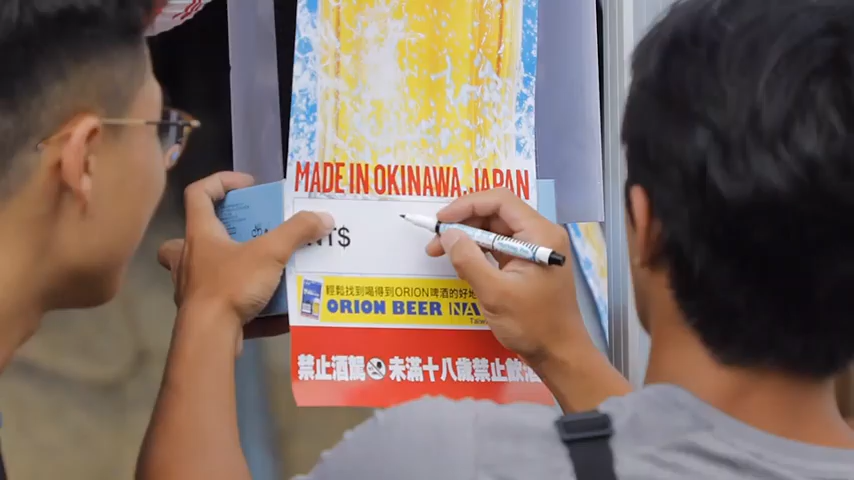 MADE IN OKINAWA, JAPAN
NT$
輕鬆找到喝得到ORION啤酒的好地
ORION BEER NA
Taiwan
禁止酒駕 未滿十八歲禁止飲酒